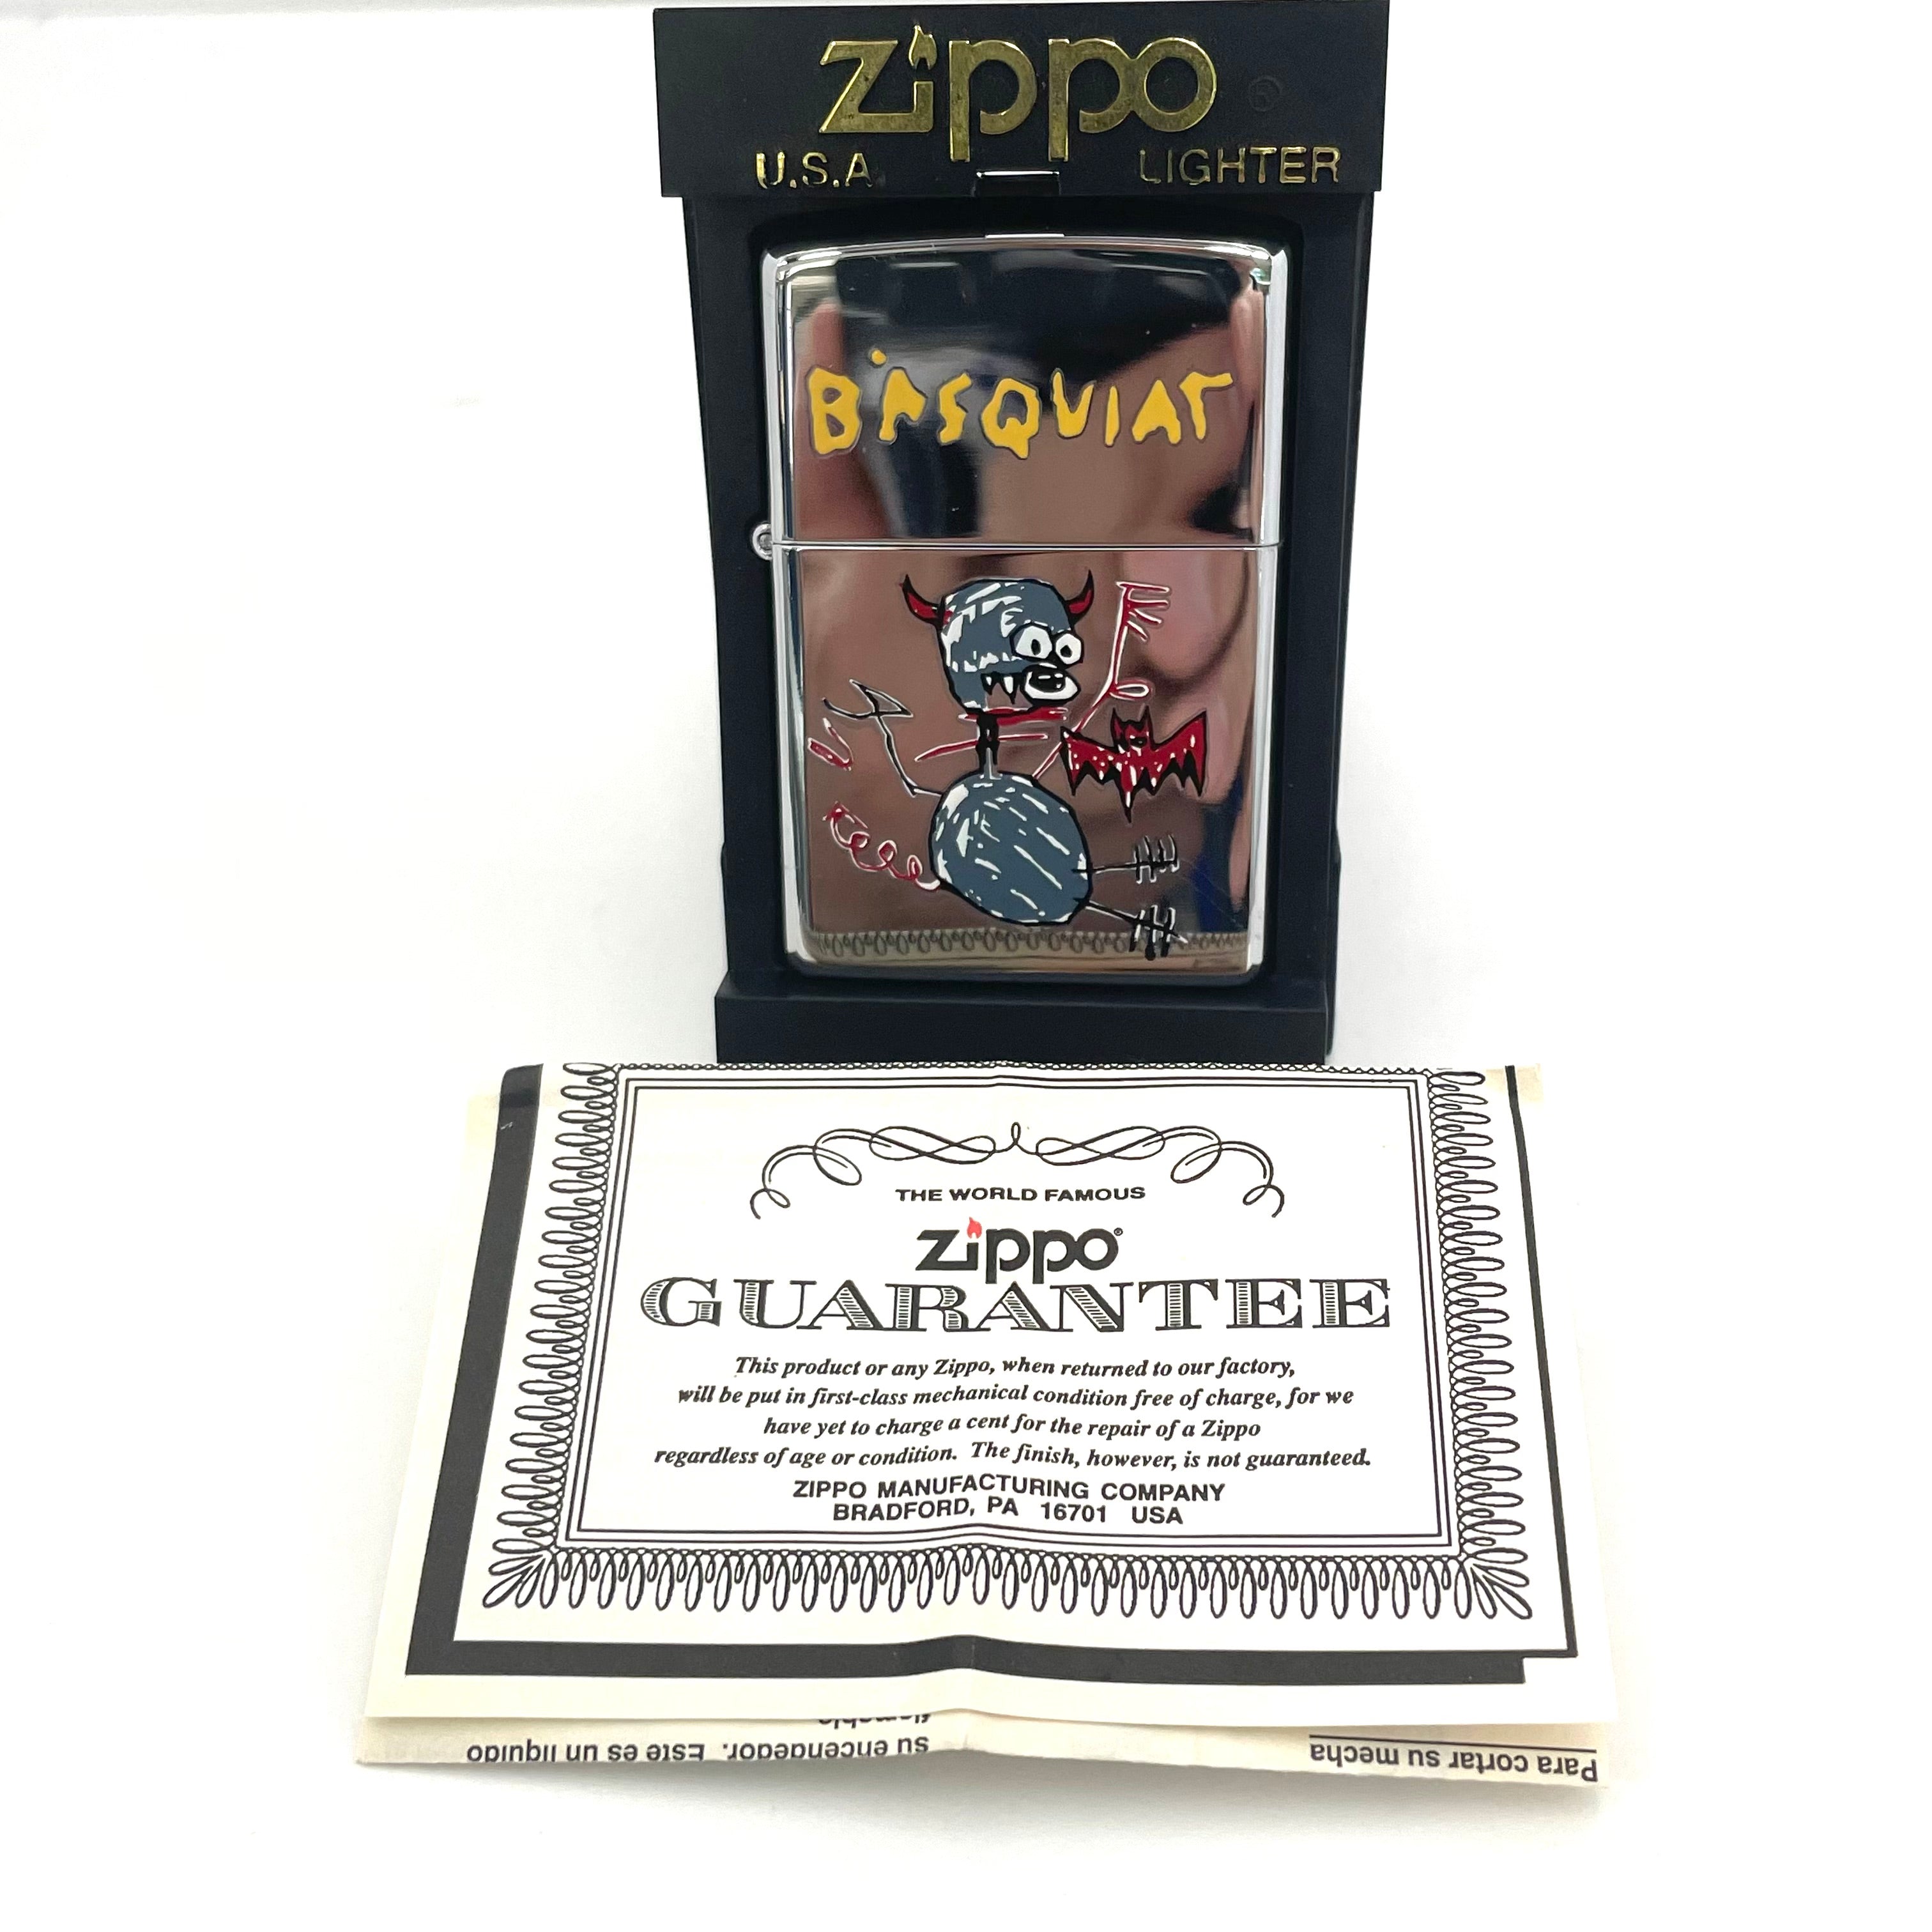 zippo ®
U.S.A. LIGHTER
BASQUIAT
THE WORLD FAMOUS
zippo®
GUARANTEE
This product or any Zippo, when returned to our factory,
will be put in first-class mechanical condition free of charge, for we
have yet to charge a cent for the repair of a Zippo
regardless of age or condition. The finish, however, is not guaranteed.
ZIPPO MANUFACTURING COMPANY
BRADFORD, PA 16701 USA
Para cortar su mecha
su encendedor. Este es un líquido